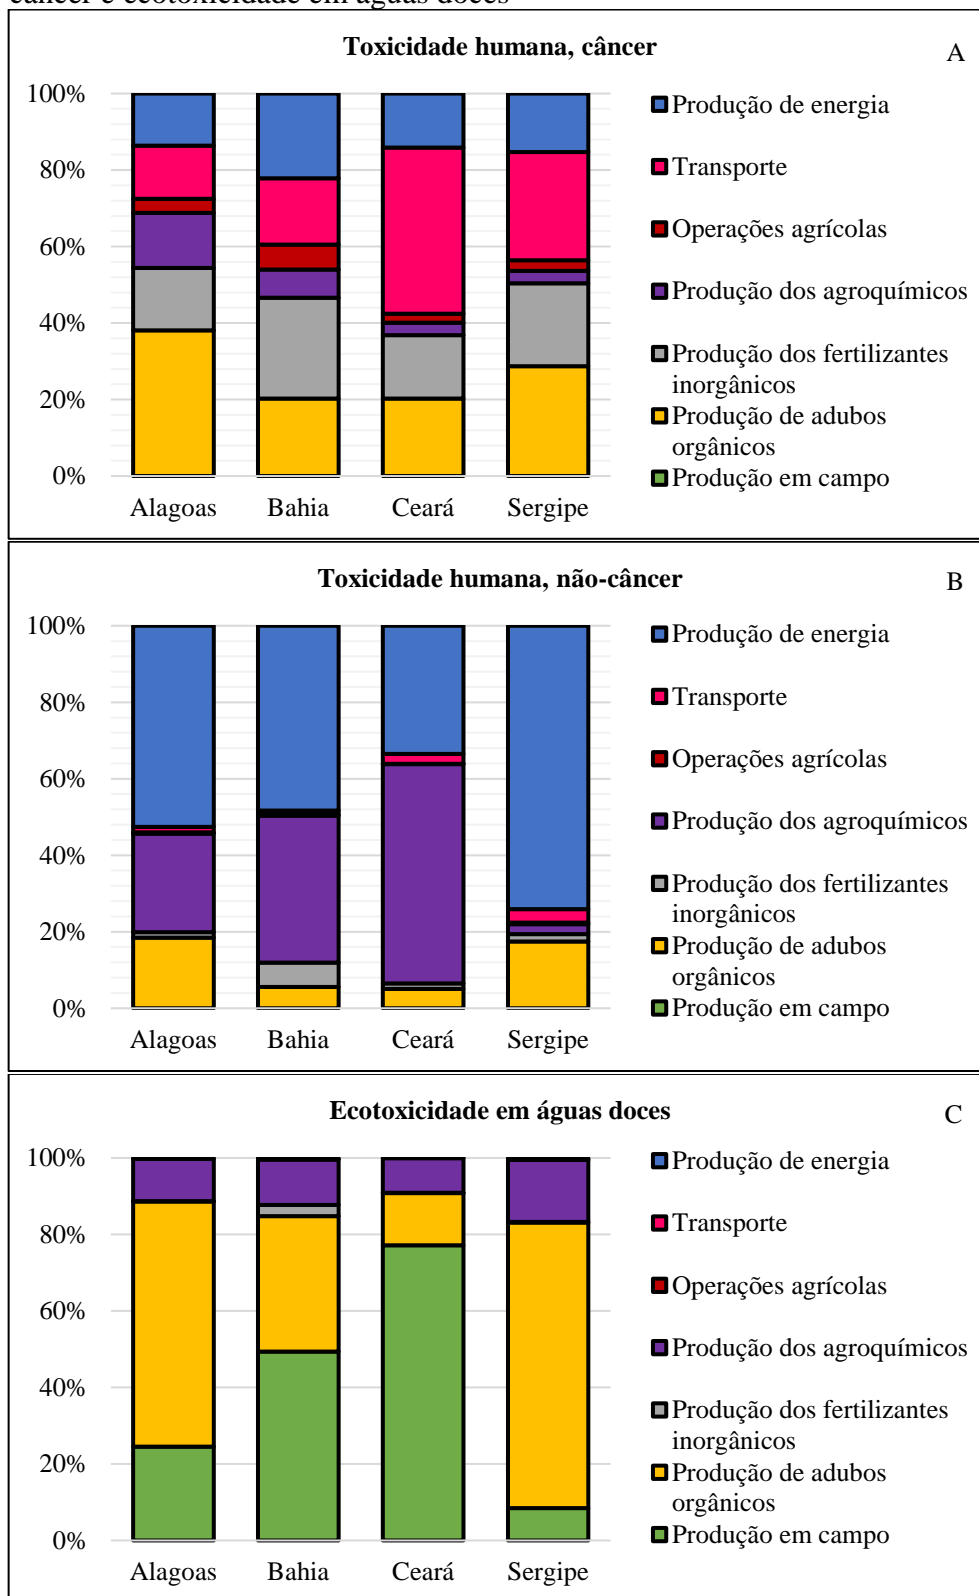 câncer e ecotoxicidade em águas doces
Toxicidade humana, câncer
A
100%
80%
60%
40%
20%
0%
Alagoas
Bahia
Ceará
Sergipe
Produção de energia
Transporte
Operações agrícolas
Produção dos agroquímicos
Produção dos fertilizantes
inorgânicos
Produção de adubos
orgânicos
Produção em campo
Toxicidade humana, não-câncer
B
100%
80%
60%
40%
20%
0%
Alagoas
Bahia
Ceará
Sergipe
Produção de energia
Transporte
Operações agrícolas
Produção dos agroquímicos
Produção dos fertilizantes
inorgânicos
Produção de adubos
orgânicos
Produção em campo
Ecotoxicidade em águas doces
C
100%
80%
60%
40%
20%
0%
Alagoas
Bahia
Ceará
Sergipe
Produção de energia
Transporte
Operações agrícolas
Produção dos agroquímicos
Produção dos fertilizantes
inorgânicos
Produção de adubos
orgânicos
Produção em campo